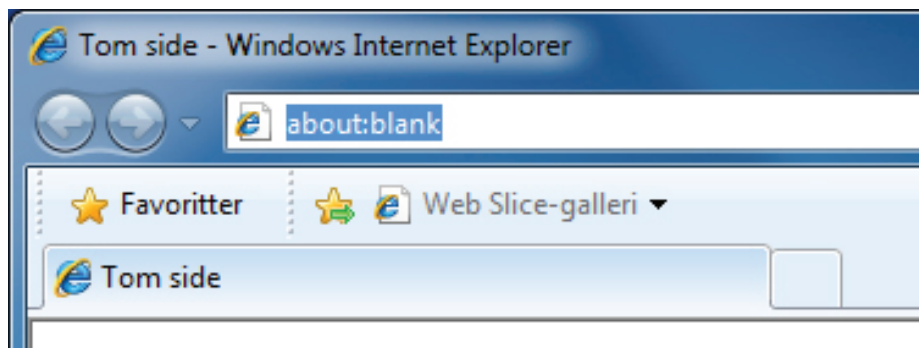 Tom side - Windows Internet Explorer
about:blank
Favoritter Web Slice-galleri
Tom side